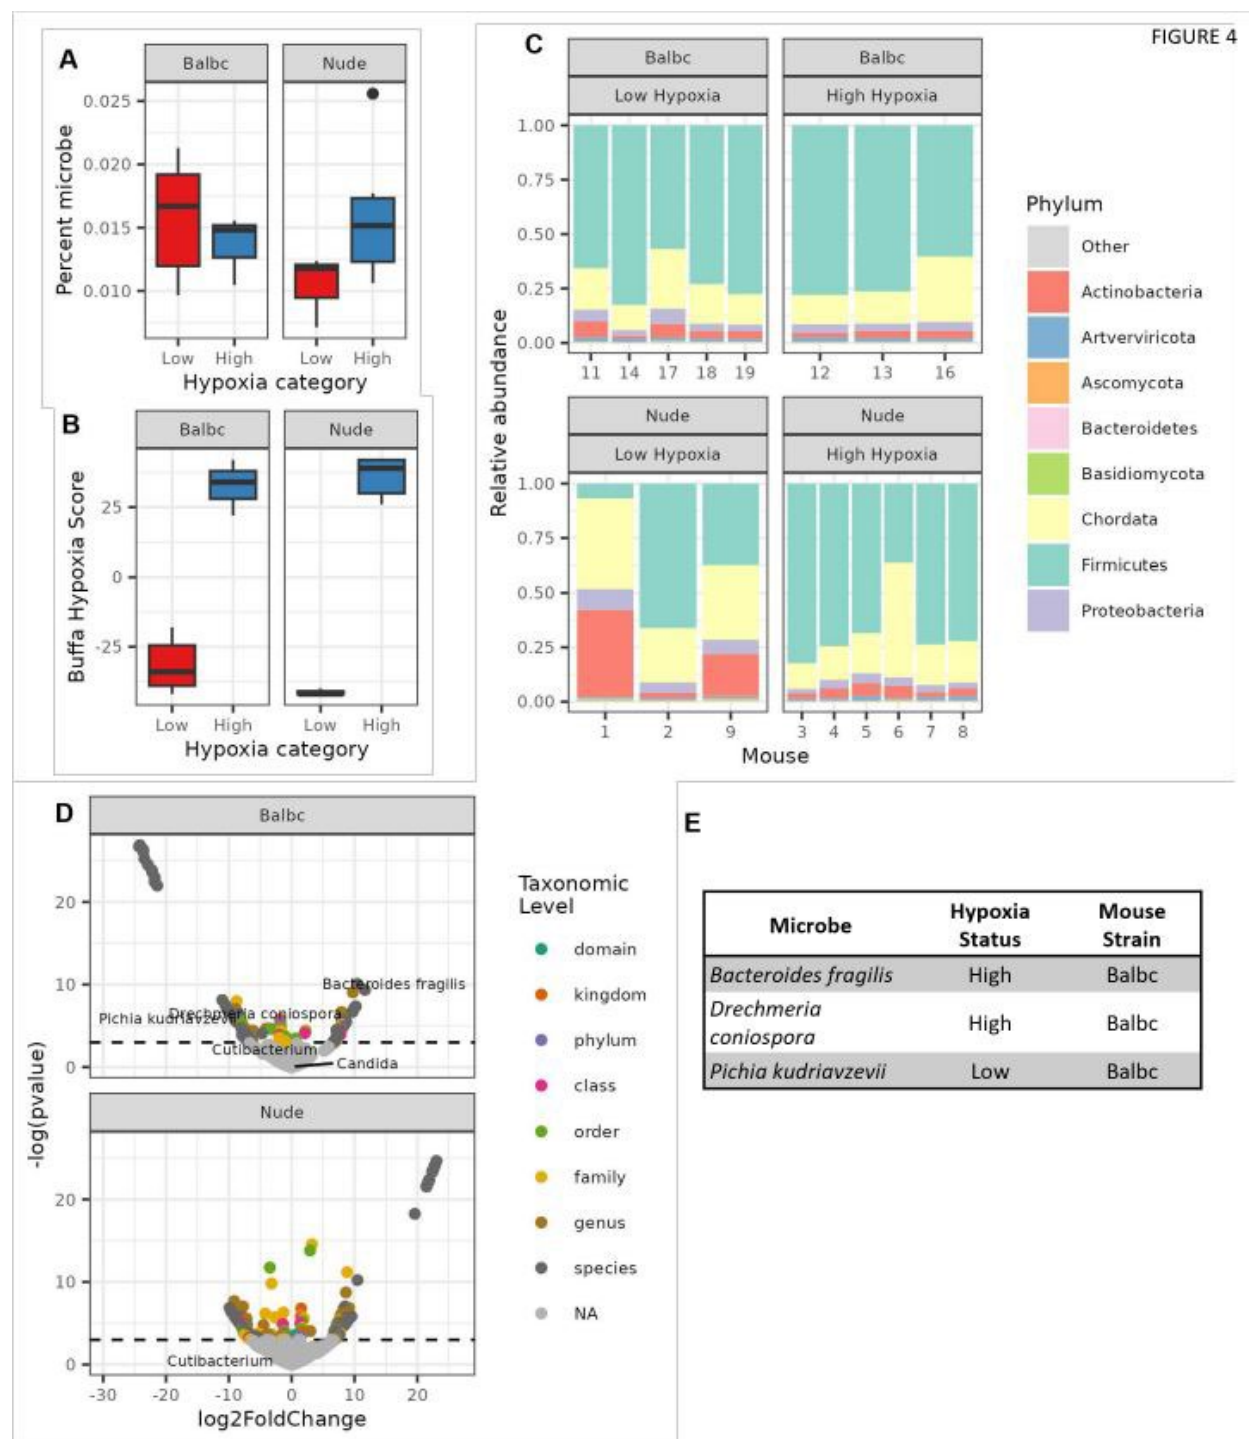 FIGURE 4
A
Balbc
Nude
Percent microbe
0.025
0.020
0.015
0.010
Low
High
Low
High
Hypoxia category
B
Balbc
Nude
Buffa Hypoxia Score
25
0
-25
Low
High
Low
High
Hypoxia category
C
Balbc
Balbc
Low Hypoxia
High Hypoxia
Relative abundance
1.00
0.75
0.50
0.25
0.00
11 14 17 18 19
12 13 16
Nude
Nude
Low Hypoxia
High Hypoxia
1.00
0.75
0.50
0.25
0.00
1 2 9
3 4 5 6 7 8
Mouse
Phylum
Other
Actinobacteria
Artverviricota
Ascomycota
Bacteroidetes
Basidiomycota
Chordata
Firmicutes
Proteobacteria
D
Balbc
-log(pvalue)
20
10
0
Bacteroides fragilis
Drechmeria coniospora
Pichia kudriavzevii
Cutibacterium
Candida
Nude
20
10
0
Cutibacterium
-30 -20 -10 0 10 20
log2FoldChange
Taxonomic
Level
domain
kingdom
phylum
class
order
family
genus
species
NA
E
Microbe Hypoxia Status Mouse Strain
Bacteroides fragilis High Balbc
Drechmeria coniospora High Balbc
Pichia kudriavzevii Low Balbc